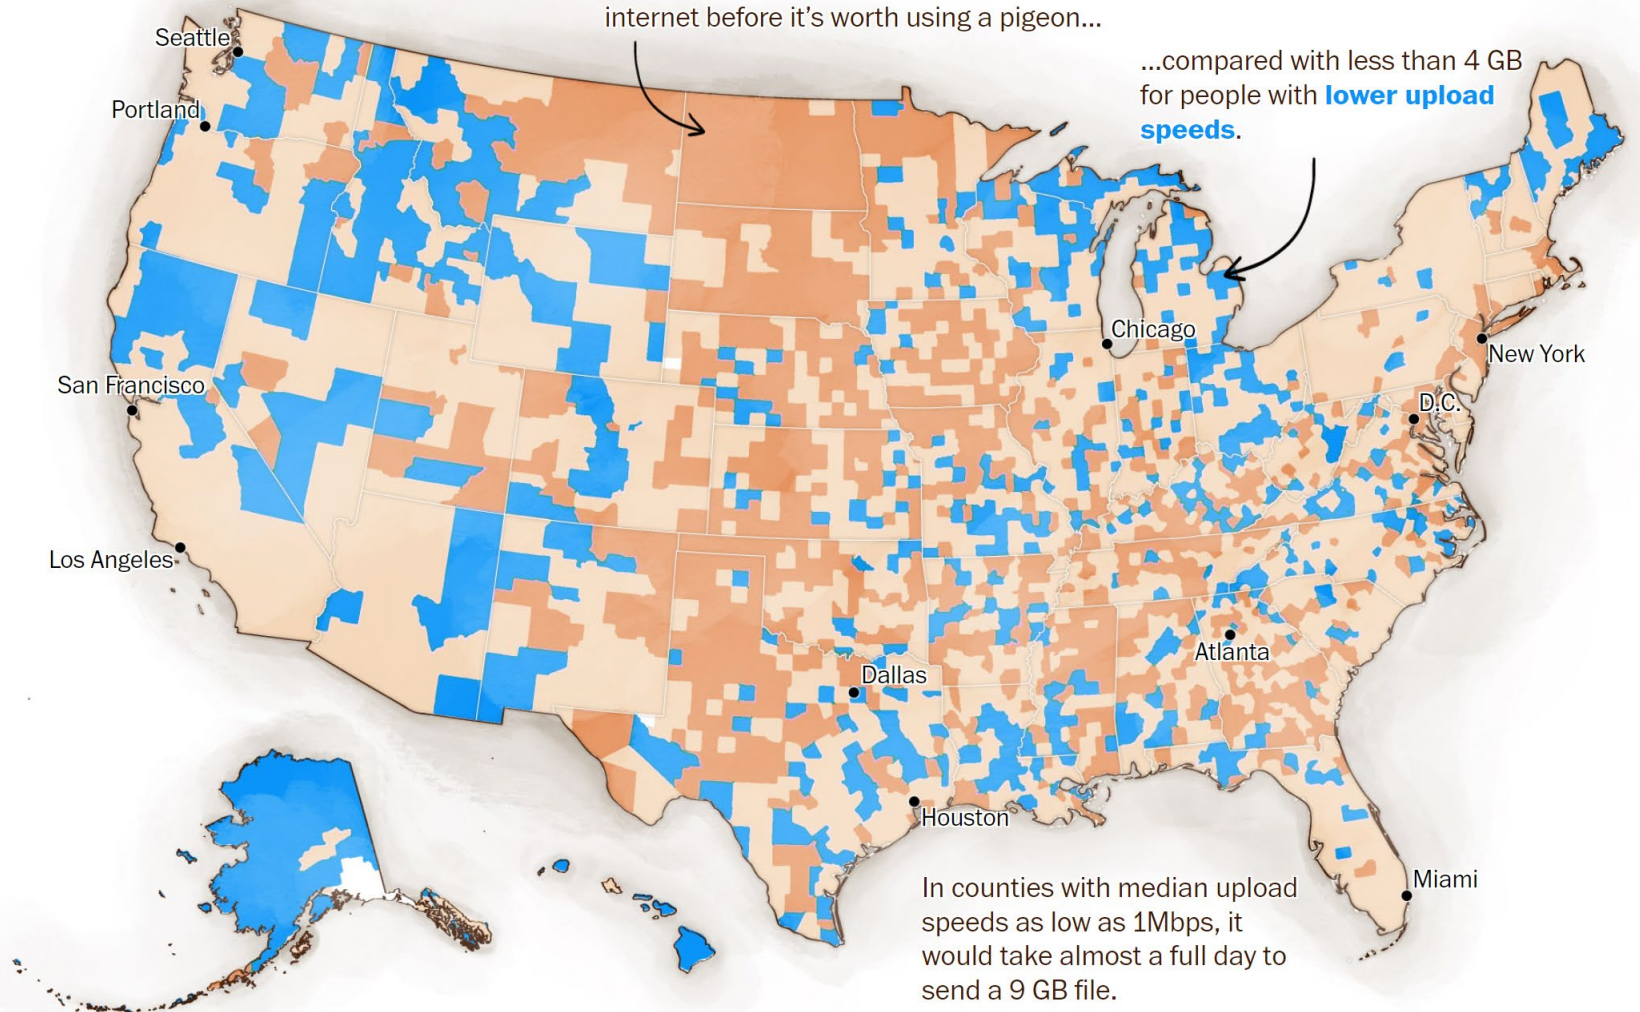 internet before it’s worth using a pigeon...
...compared with less than 4 GB
for people with lower upload
speeds.
Seattle
Portland
Chicago
New York
San Francisco
D.C.
Los Angeles
Atlanta
Dallas
Houston
Miami
In counties with median upload
speeds as low as 1Mbps, it
would take almost a full day to
send a 9 GB file.